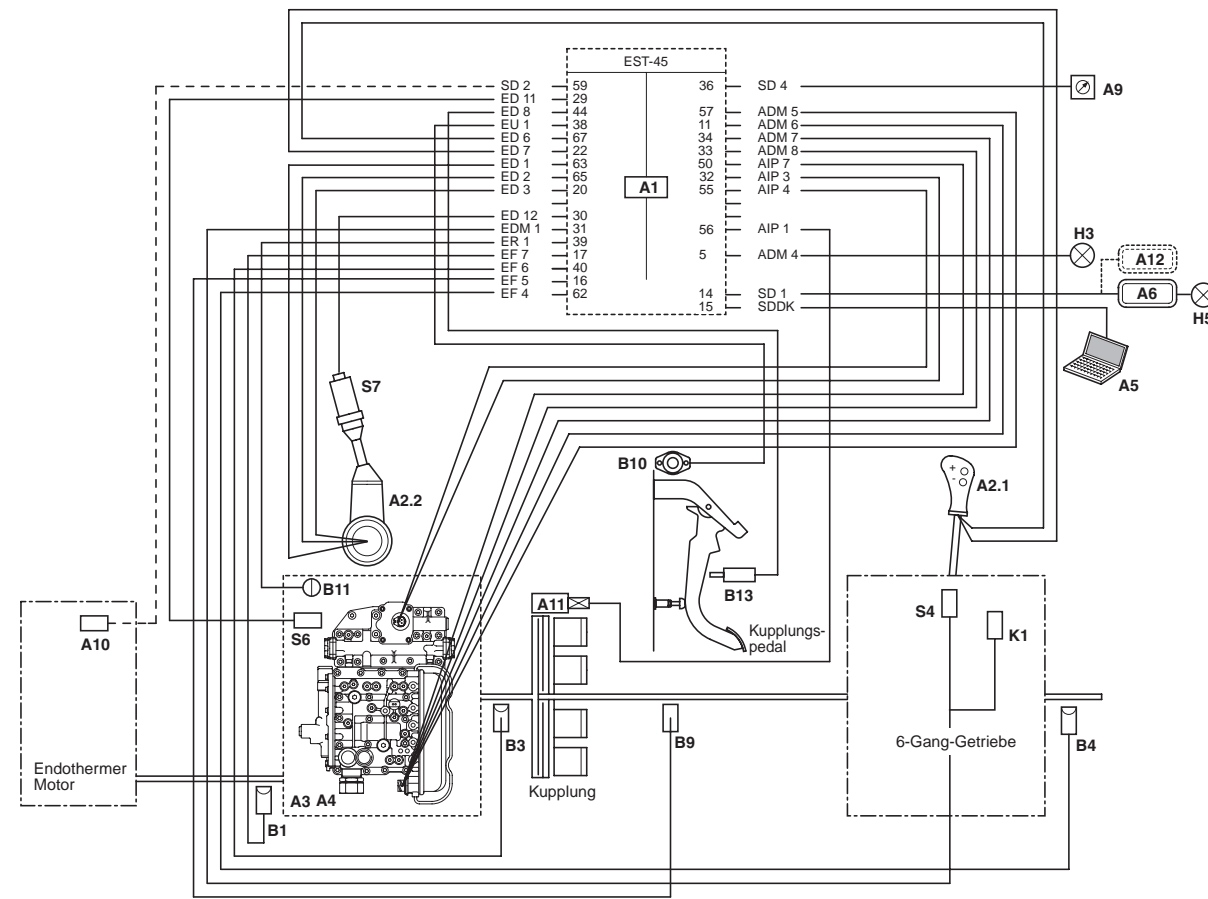 EST-45
SD 2 59 36 SD 4
ED 11 29
ED 8 44 57 ADM 5
EU 1 38 11 ADM 6
ED 6 67 34 ADM 7
ED 7 22 33 ADM 8
ED 1 63 50 AIP 7
ED 2 65 32 AIP 3
ED 3 20 55 AIP 4
A1
ED 12 30
EDM 1 31 56 AIP 1
ER 1 39
EF 7 17 5 ADM 4
EF 6 40
EF 5 16
EF 4 62 14 SD 1
15 SDDK
A9
H3
A12
A6
H5
A5
S7
A2.2
B10
A2.1
B11
B13
A11
S4
A10
S6
Kupplungs-
pedal
K1
B3
B9
6-Gang-Getriebe
B4
Endothermer
Motor
Kupplung
A3 A4
B1